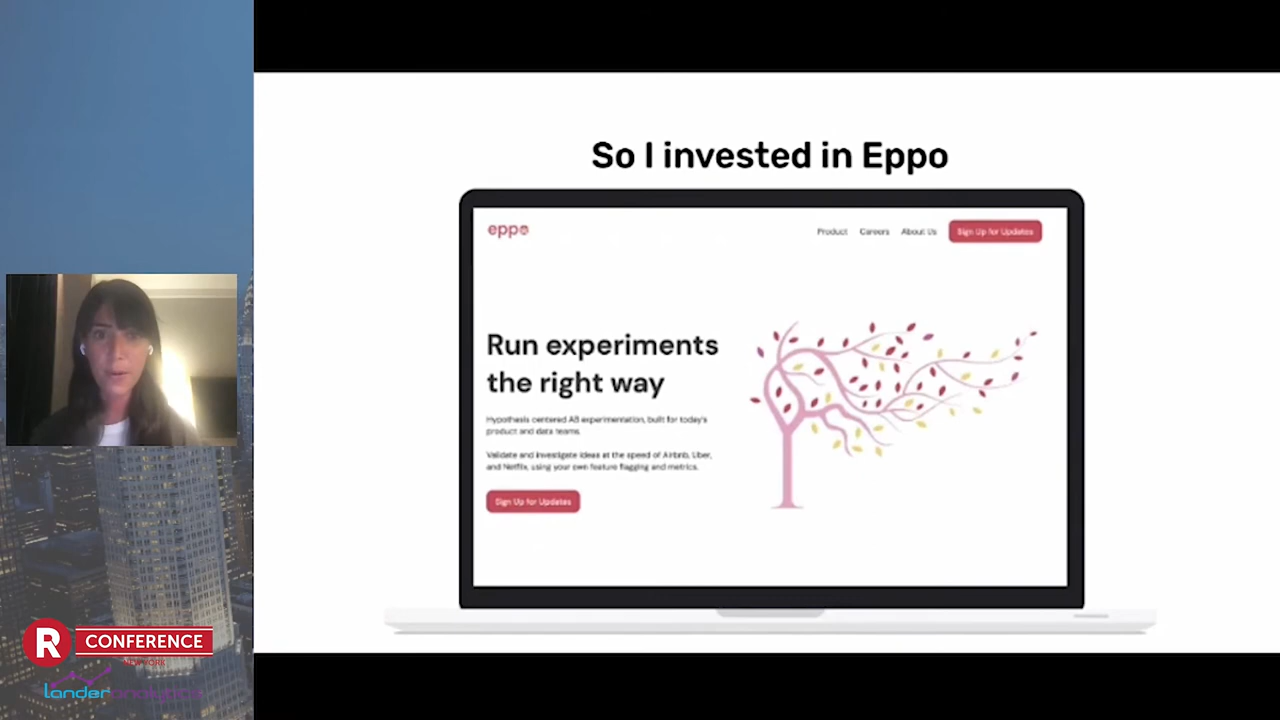 So I invested in Eppo
eppo
Product Careers About Us Sign Up for Updates
Run experiments
the right way
Hypothesis centered AB experimentation, built for today's
product and data teams.
Validate and investigate ideas at the speed of Airbnb, Uber,
and Netflix, using your own feature flagging and metrics.
Sign Up for Updates
R CONFERENCE
NEW YORK
lander analytics